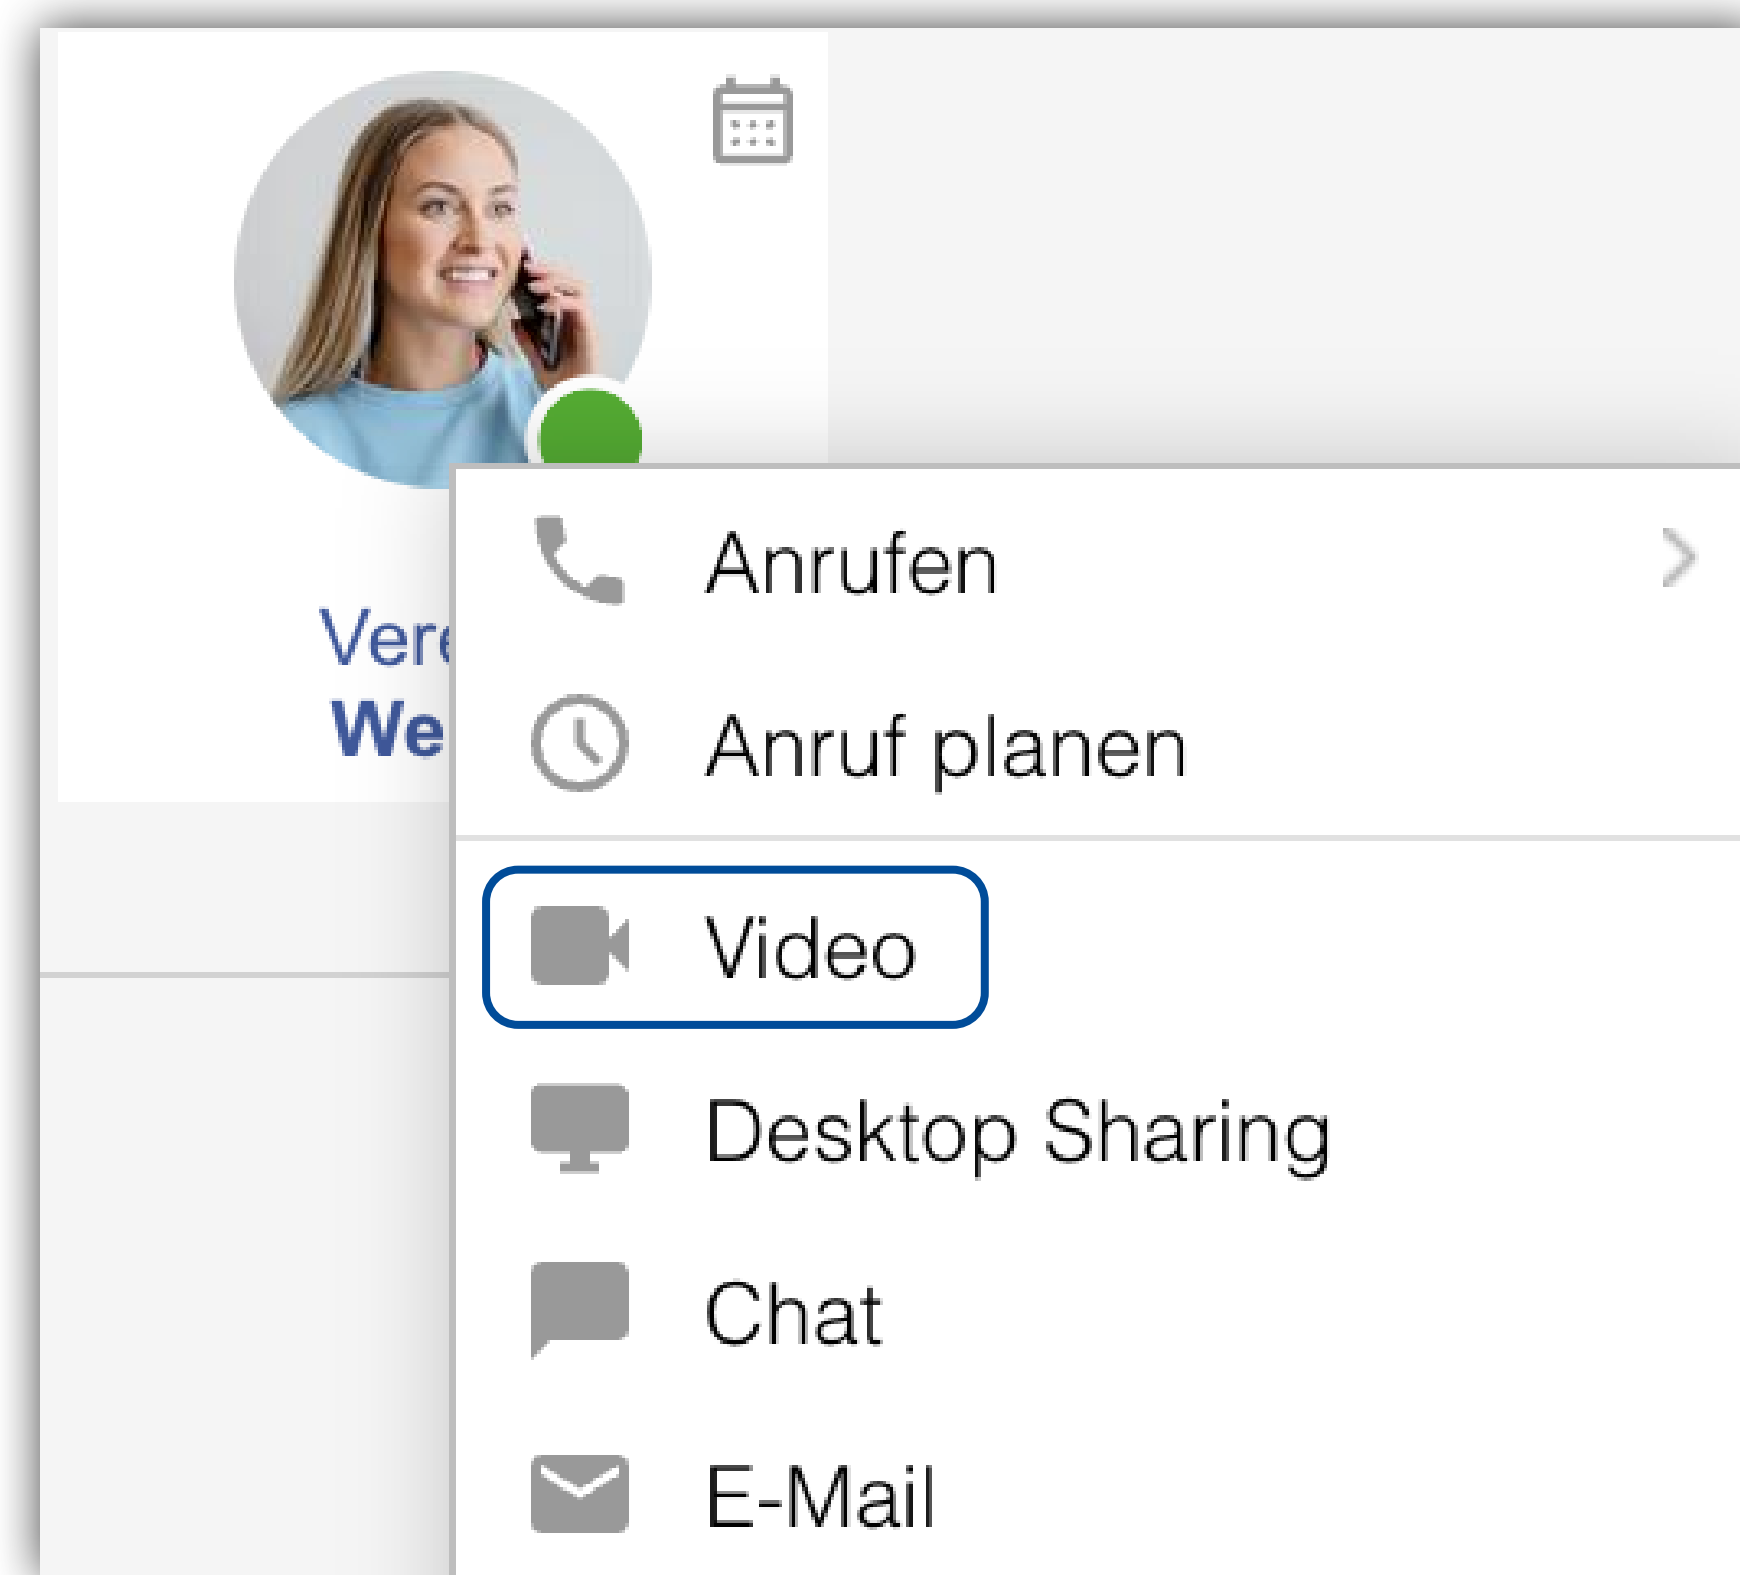 Anrufen
Anruf planen
Video
Desktop Sharing
Chat
E-Mail